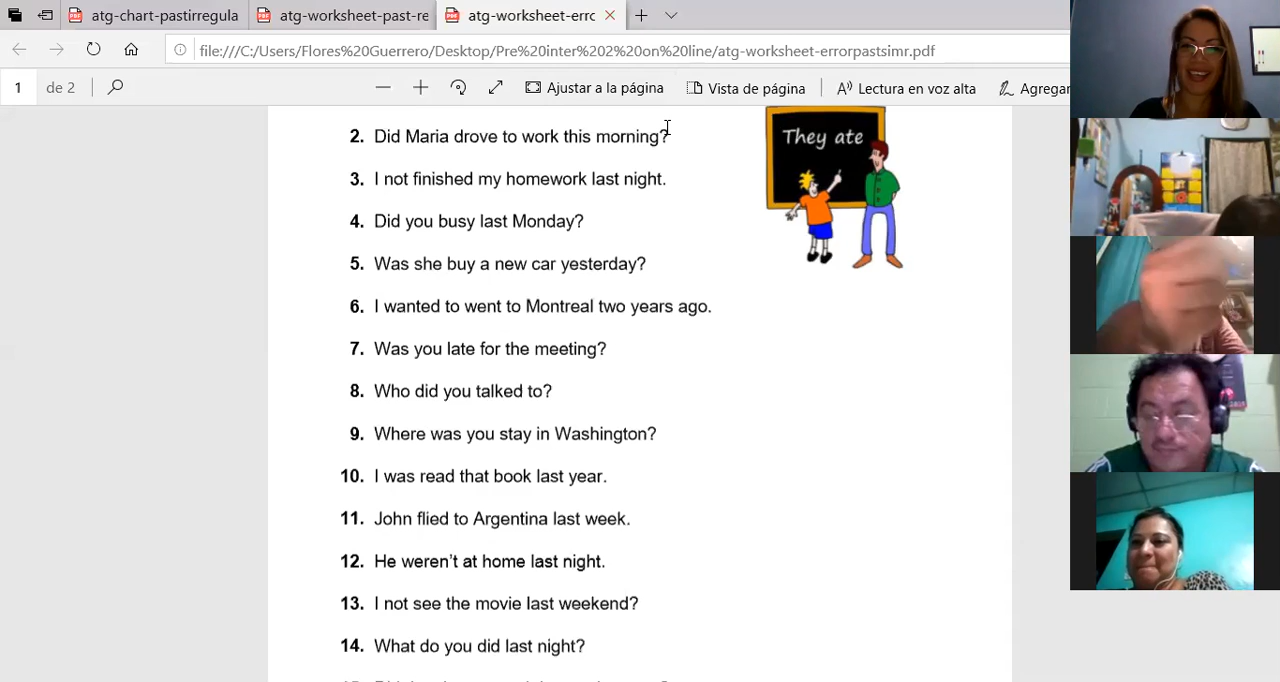 atg-chart-pastirregula
atg-worksheet-past-re
atg-worksheet-erro
file:///C:/Users/Flores%20Guerrero/Desktop/Pre%20inter%202%20on%20line/atg-worksheet-errorpastsimr.pdf
1 de 2
Ajustar a la página
Vista de página
Lectura en voz alta
Agregar
They ate
2. Did Maria drove to work this morning?
3. I not finished my homework last night.
4. Did you busy last Monday?
5. Was she buy a new car yesterday?
6. I wanted to went to Montreal two years ago.
7. Was you late for the meeting?
8. Who did you talked to?
9. Where was you stay in Washington?
10. I was read that book last year.
11. John flied to Argentina last week.
12. He weren't at home last night.
13. I not see the movie last weekend?
14. What do you did last night?